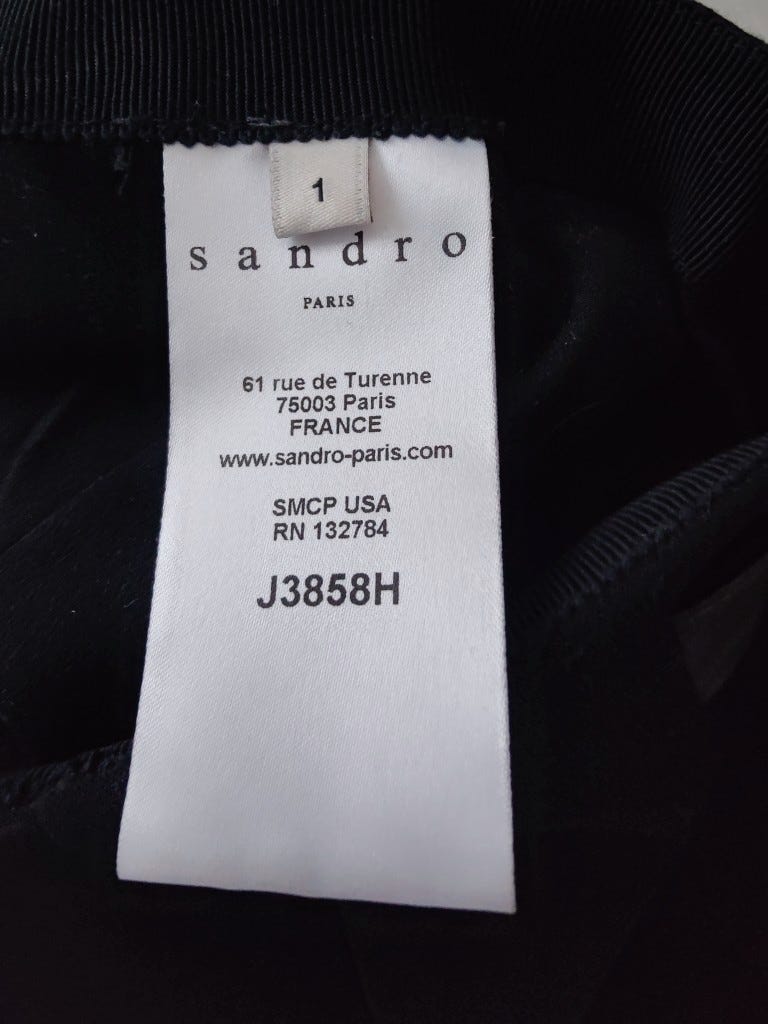 1
sandro
PARIS
61 rue de Turenne
75003 Paris
FRANCE
www.sandro-paris.com
SMCP USA
RN 132784
J3858H